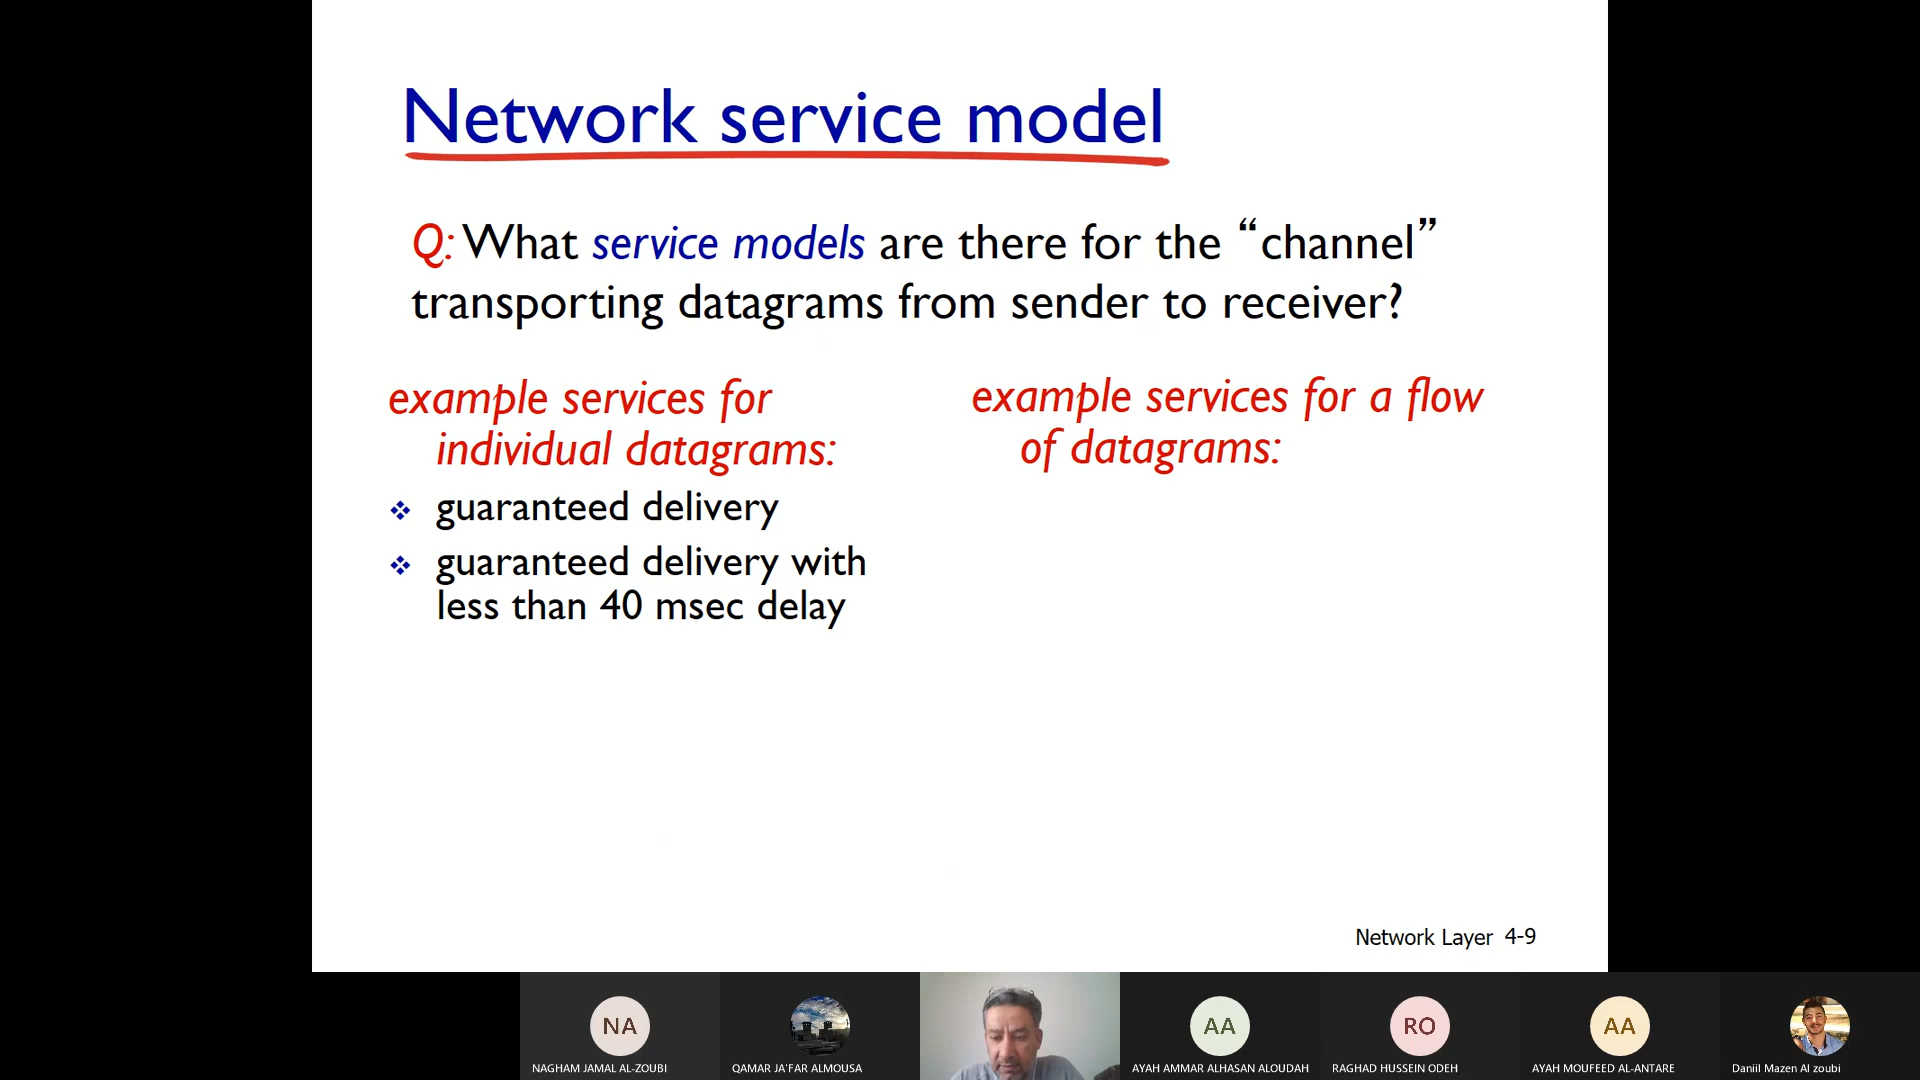 Network service model
Q: What service models are there for the “channel”
transporting datagrams from sender to receiver?
example services for
individual datagrams:
❖ guaranteed delivery
❖ guaranteed delivery with
less than 40 msec delay
example services for a flow
of datagrams:
Network Layer 4-9
NA
NAGHAM JAMAL AL-ZOUBI
QAMAR JA'FAR ALMOUSA
AA
AYAH AMMAR ALHASAN ALOUDAH
RO
RAGHAD HUSSEIN ODEH
AA
AYAH MOUFEED AL-ANTARE
Daniil Mazen Al zoubi